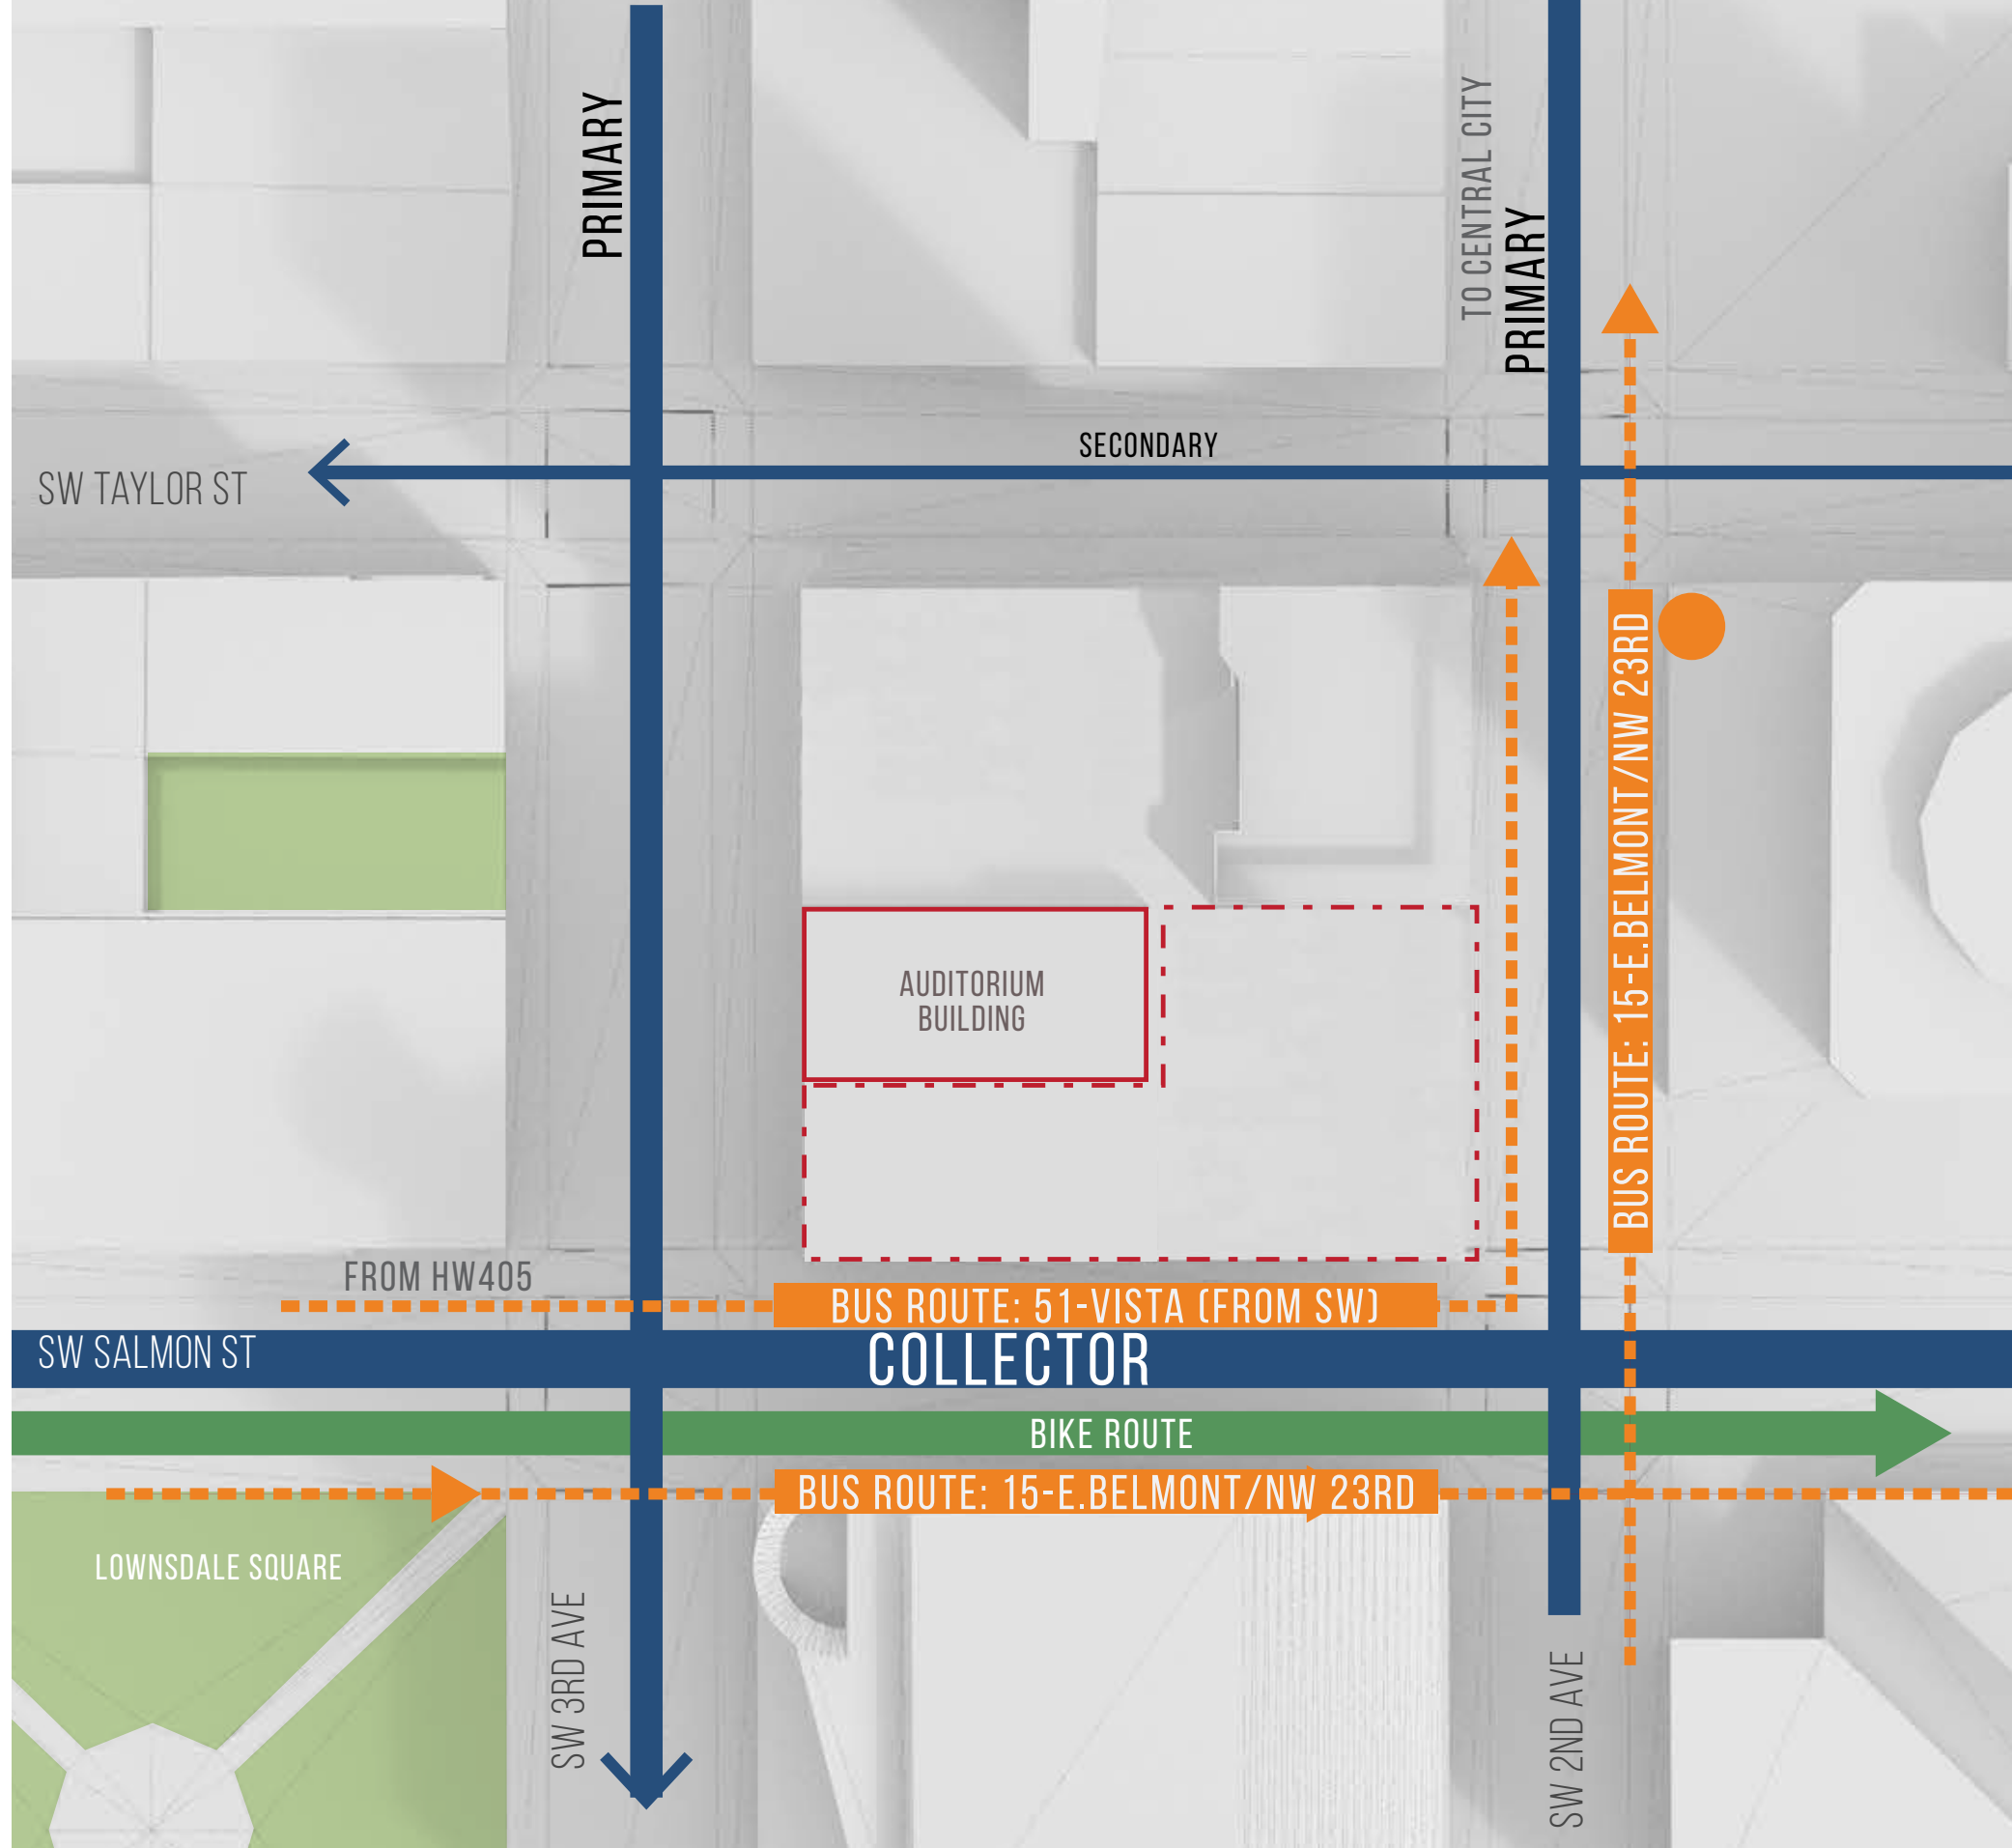 PRIMARY
TO CENTRAL CITY
PRIMARY
SECONDARY
SW TAYLOR ST
BUS ROUTE: 15-E.BELMONT/NW 23RD
AUDITORIUM
BUILDING
FROM HW405
BUS ROUTE: 51-VISTA (FROM SW)
SW SALMON ST
COLLECTOR
BIKE ROUTE
BUS ROUTE: 15-E.BELMONT/NW 23RD
LOWNSDALE SQUARE
SW 3RD AVE
SW 2ND AVE